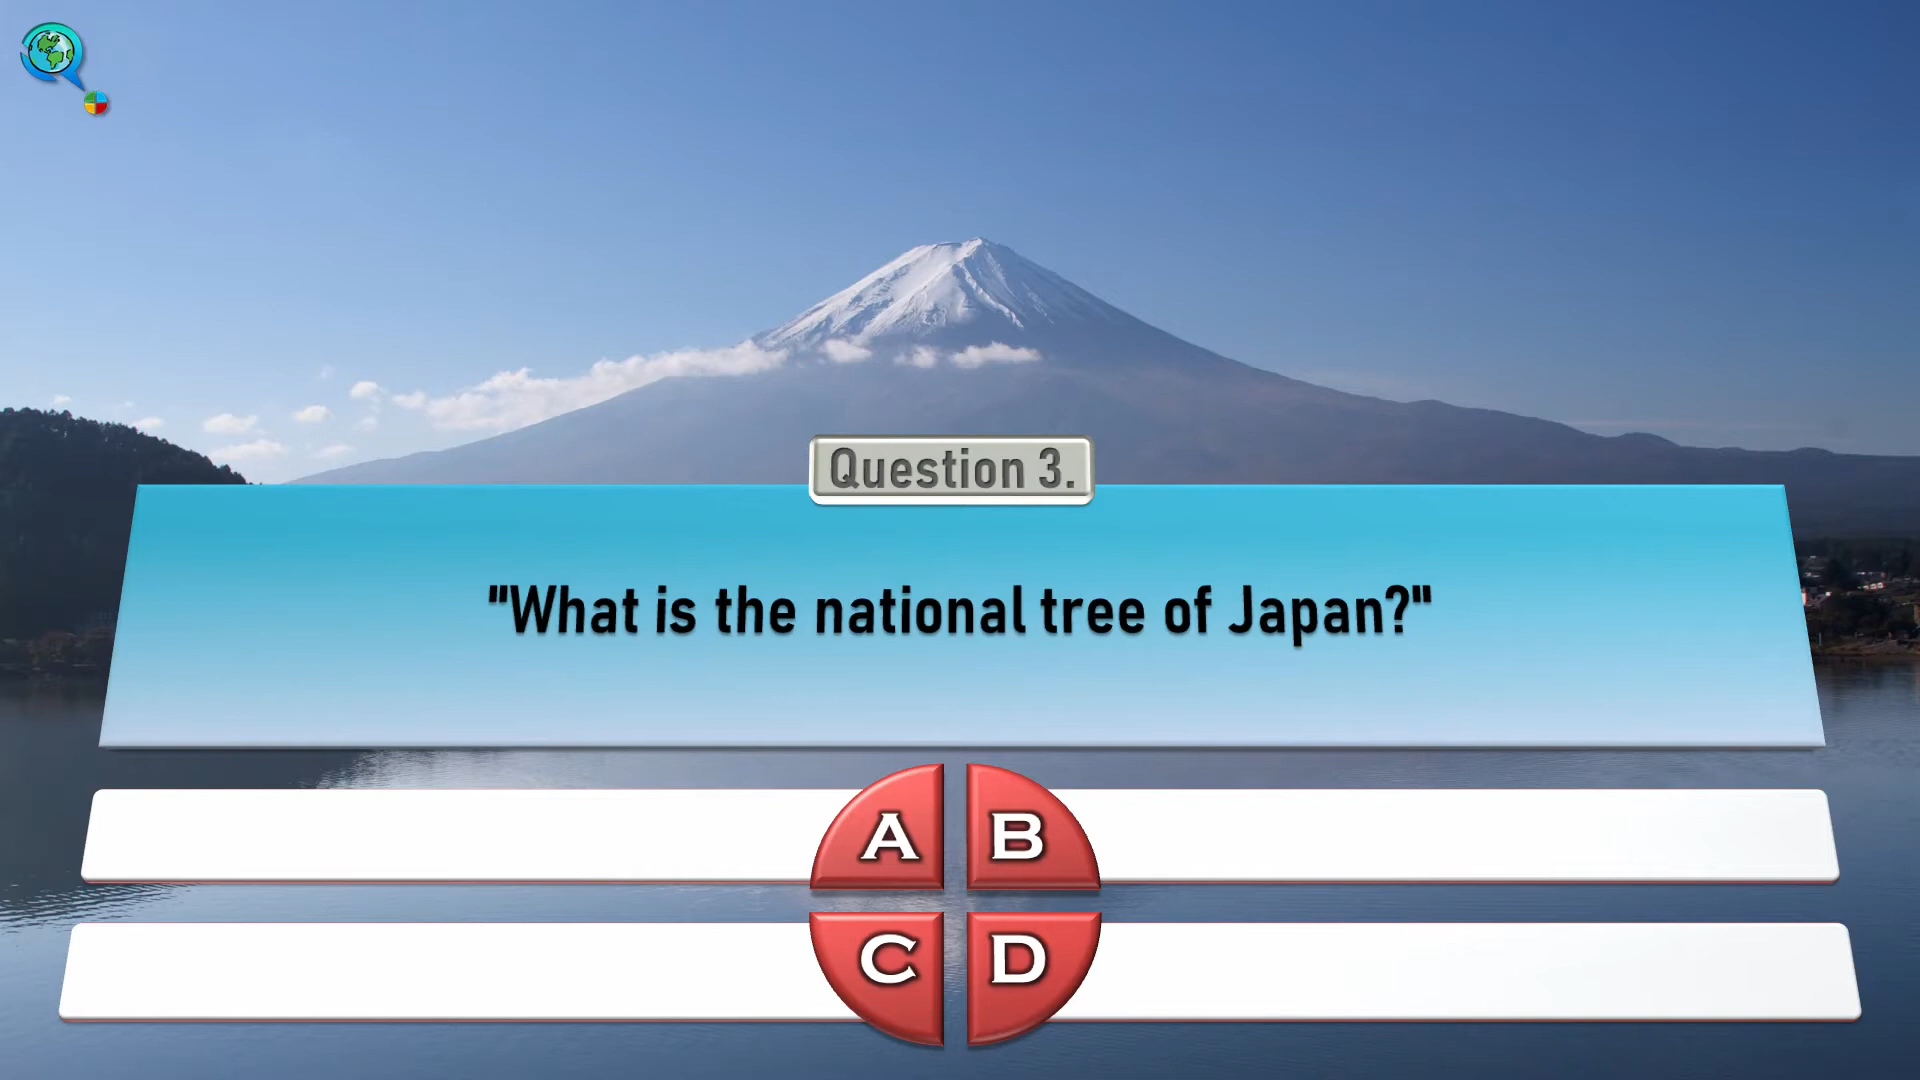 Question 3.
"What is the national tree of Japan?"
A
B
C
D